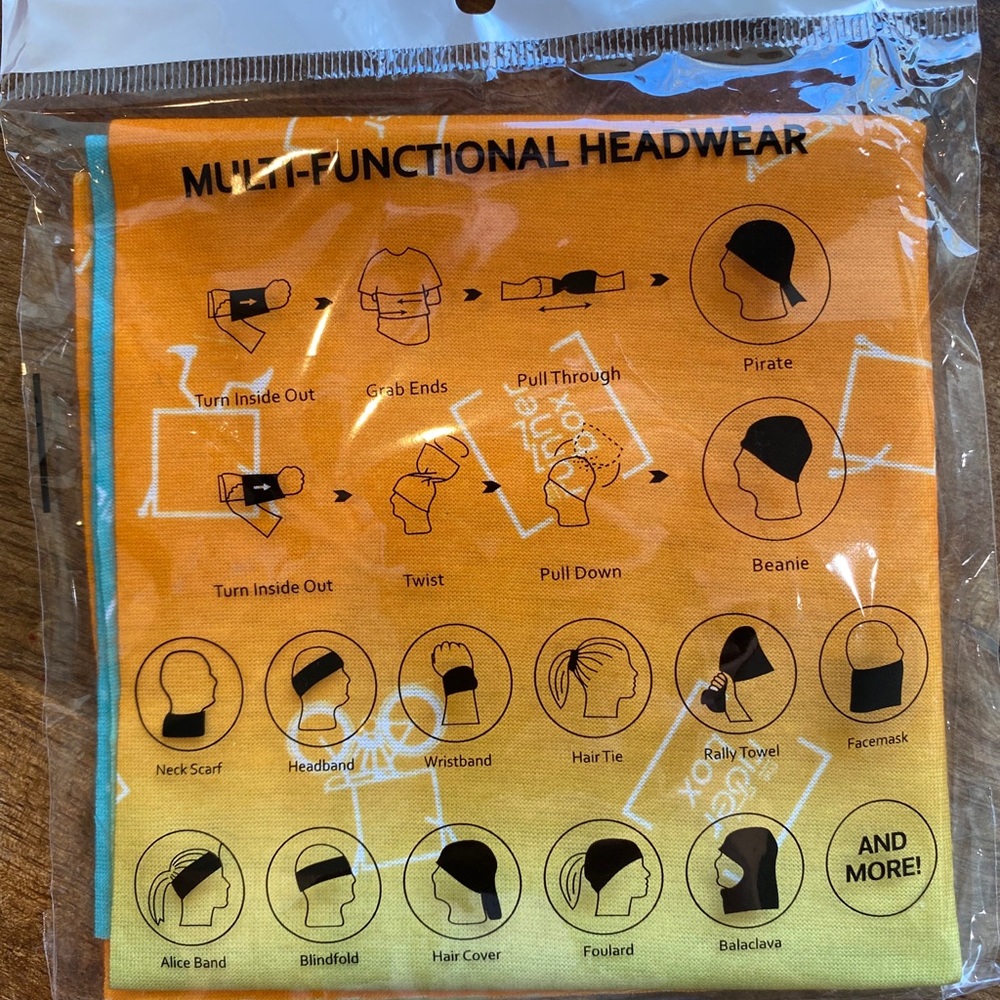 MULTI-FUNCTIONAL HEADWEAR
Turn Inside Out
Grab Ends
Pull Through
Pirate
Turn Inside Out
Twist
Pull Down
Beanie
Neck Scarf
Headband
Wristband
Hair Tie
Rally Towel
Facemask
Alice Band
Blindfold
Hair Cover
Foulard
Balaclava
AND
MORE!